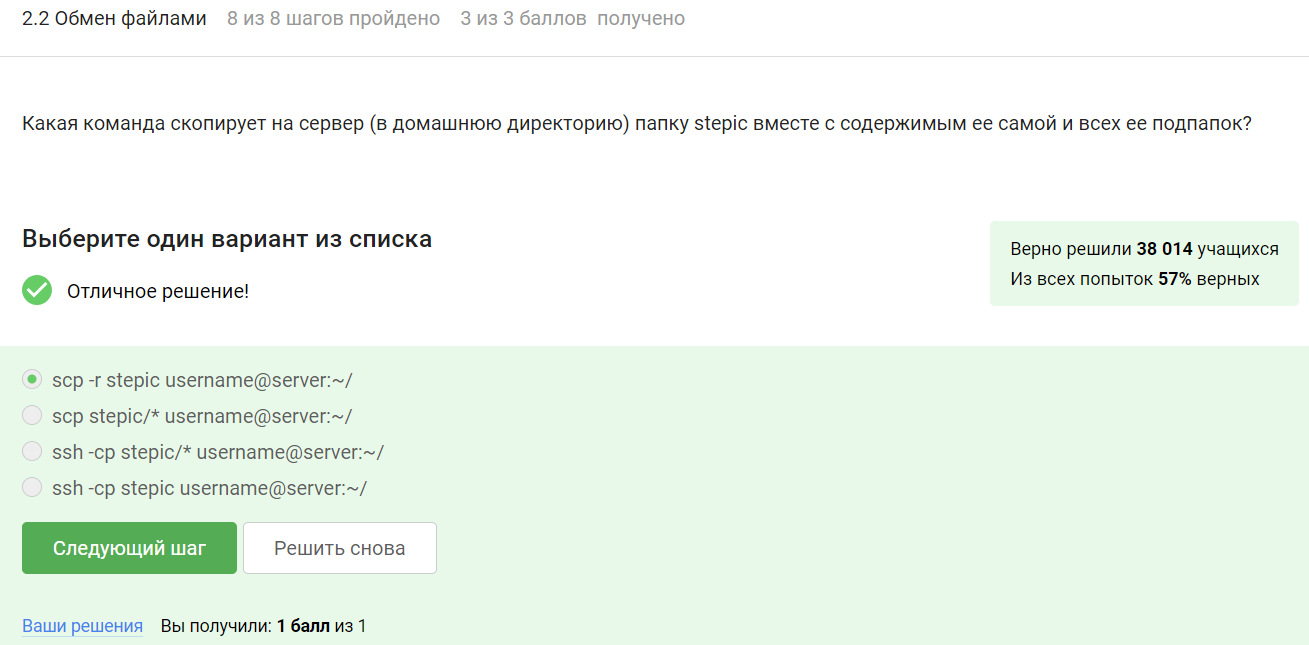 2.2 Обмен файлами 8 из 8 шагов пройдено 3 из 3 баллов получено
Какая команда скопирует на сервер (в домашнюю директорию) папку stepic вместе с содержимым ее самой и всех ее подпапок?
Выберите один вариант из списка
Отличное решение!
Верно решили 38 014 учащихся
Из всех попыток 57% верных
scp -r stepic username@server:~/
scp stepic/* username@server:~/
ssh -cp stepic/* username@server:~/
ssh -cp stepic username@server:~/
Следующий шаг Решить снова
Ваши решения Вы получили: 1 балл из 1